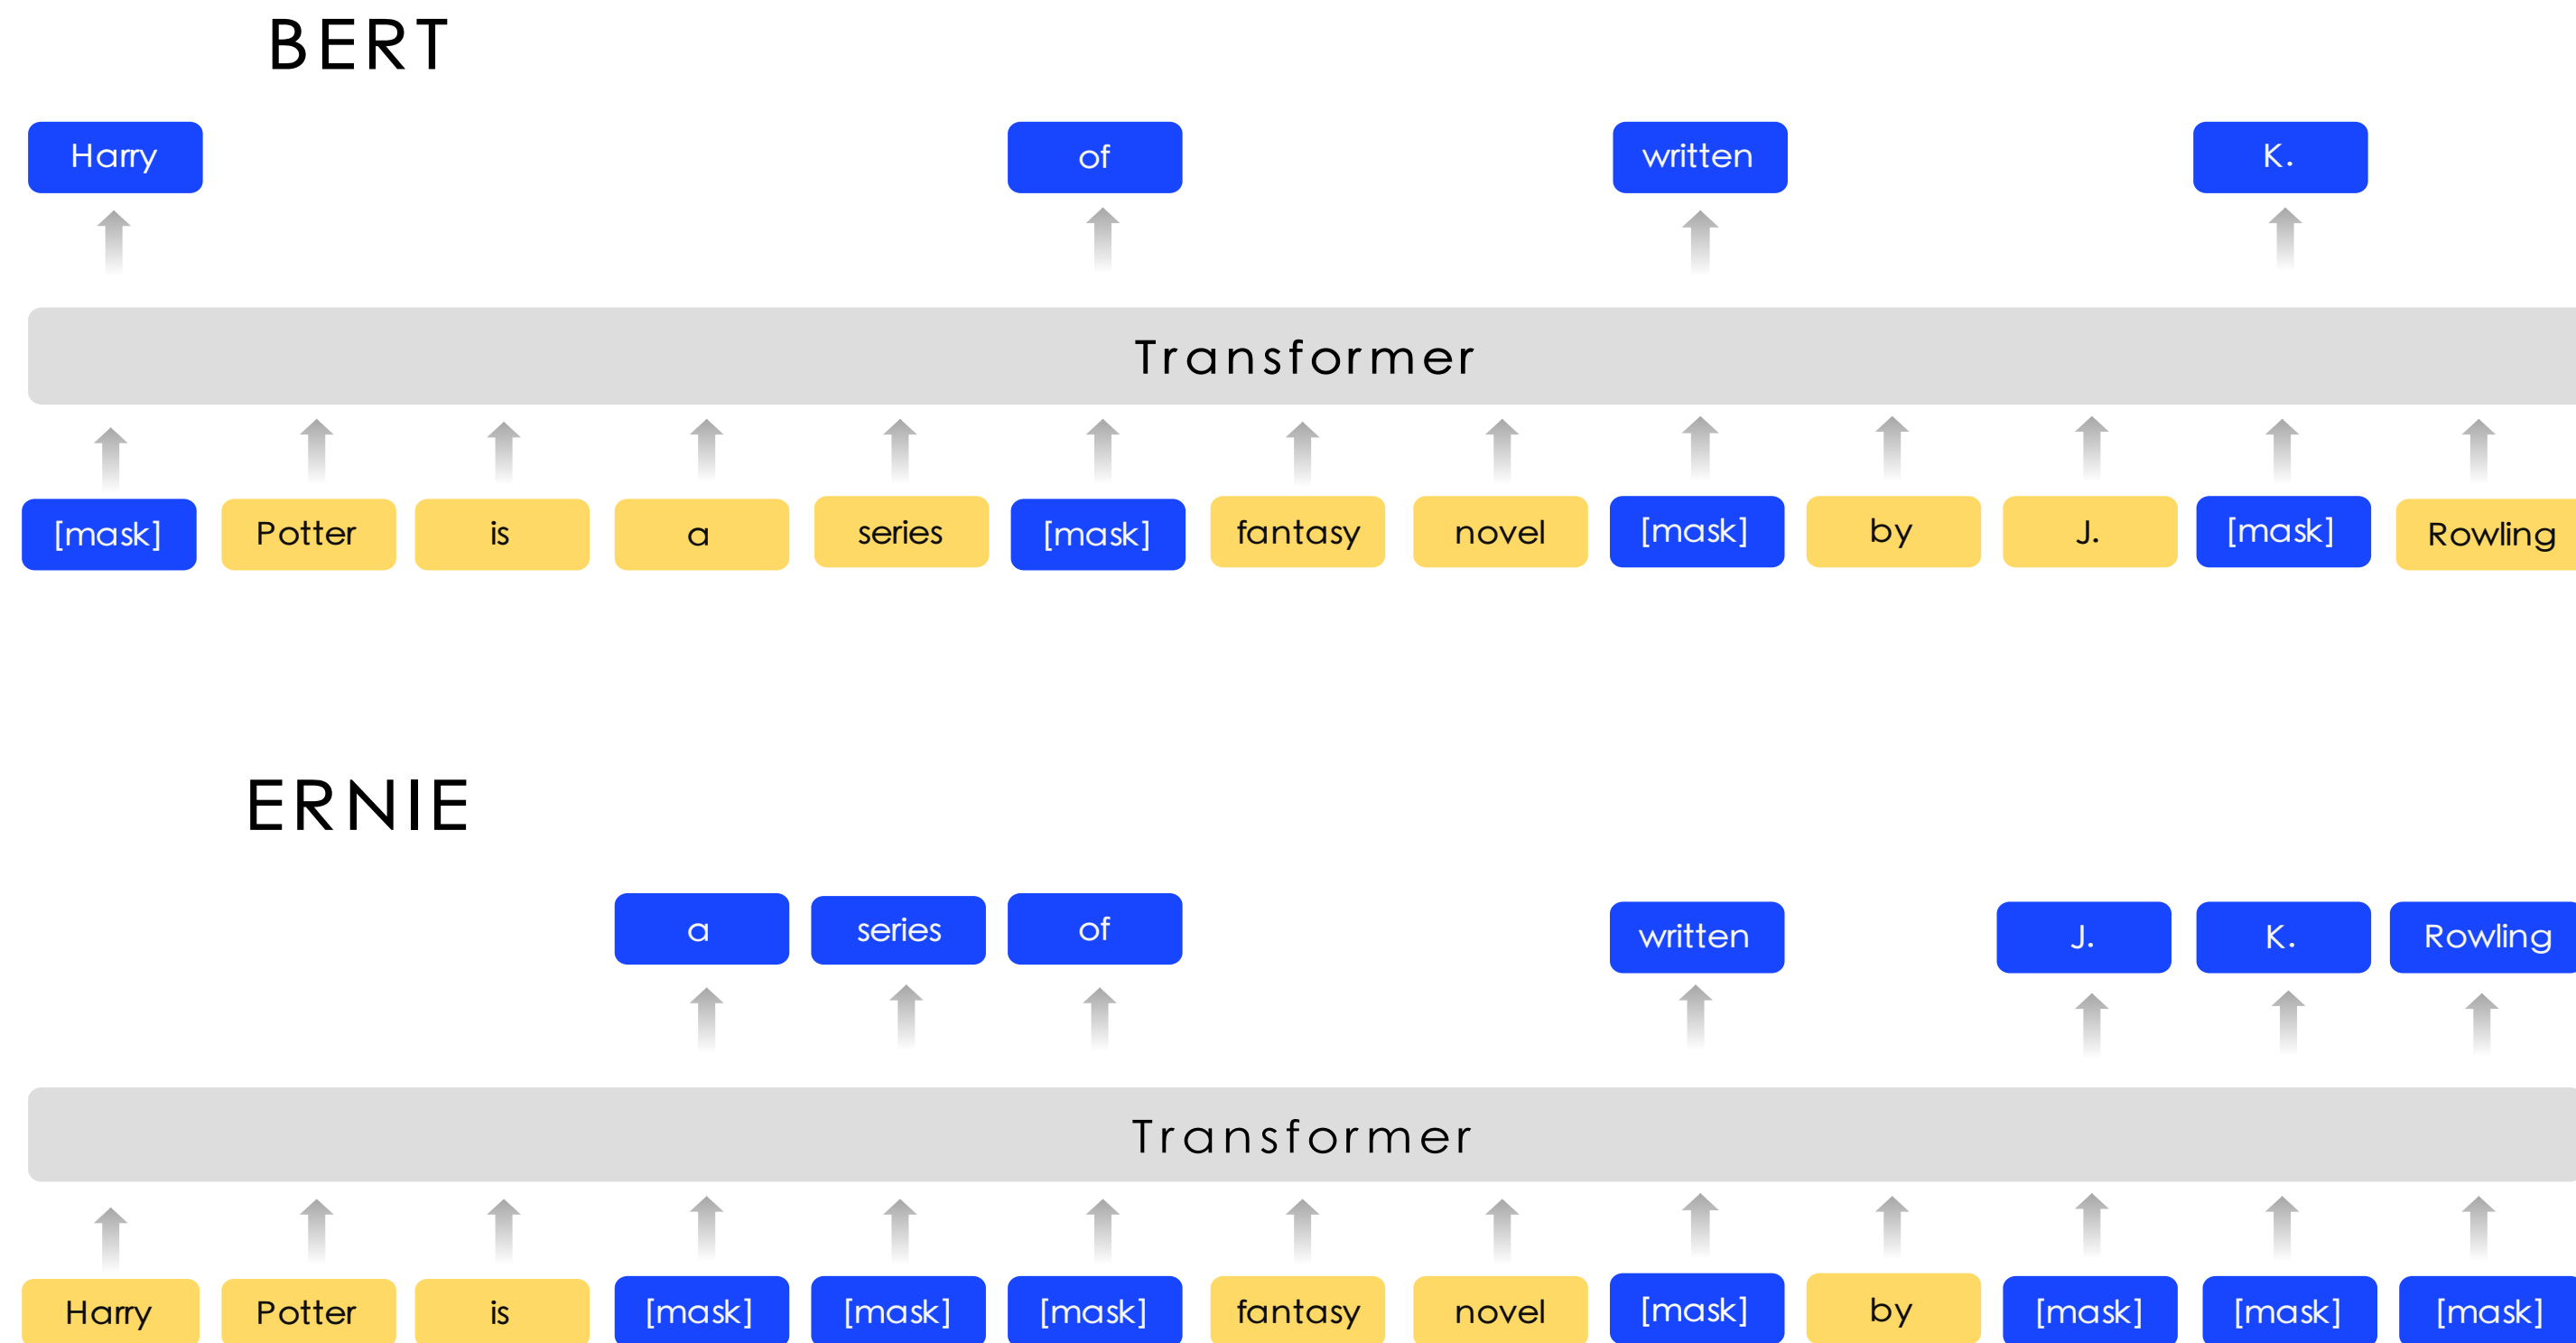 BERT
Harry of written K.
Transformer
[mask] Potter is a series [mask] fantasy novel [mask] by J. [mask] Rowling
ERNIE
a series of written J. K. Rowling
Transformer
Harry Potter is [mask] [mask] [mask] fantasy novel [mask] by [mask] [mask] [mask]